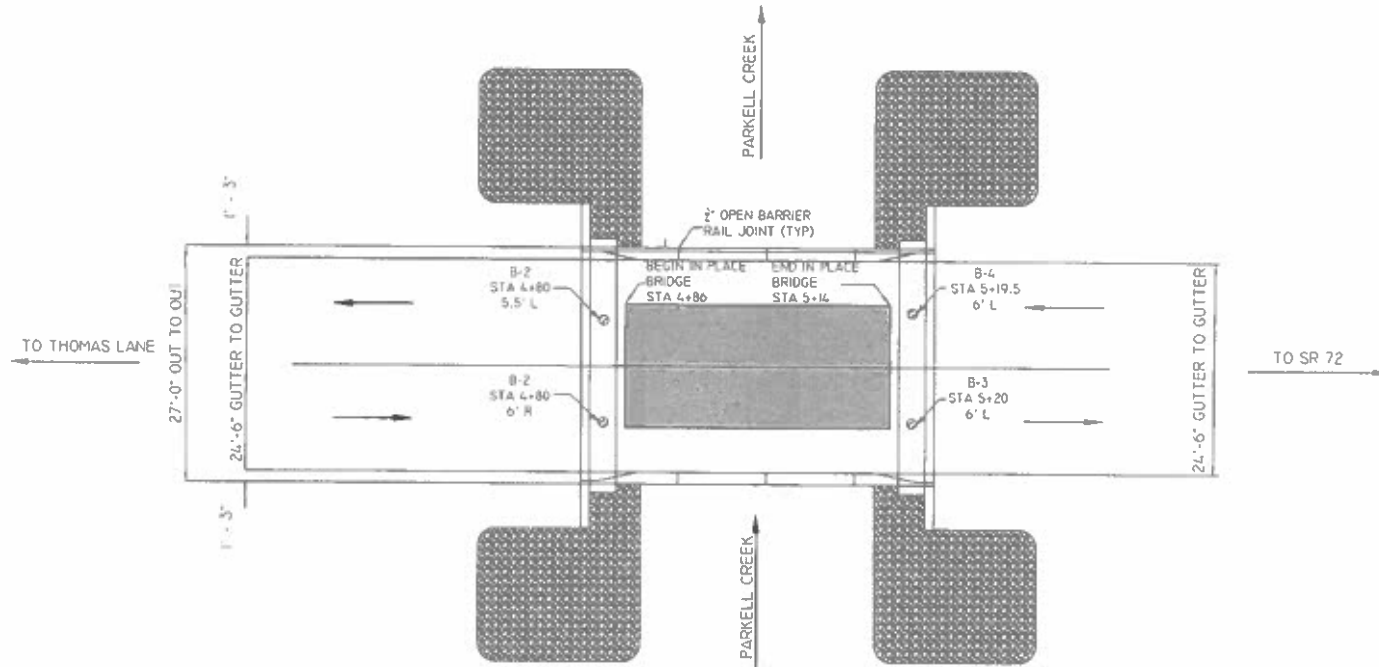 PARKELL CREEK
1' - 3"
½" OPEN BARRIER
RAIL JOINT (TYP)
BEGIN IN PLACE
BRIDGE
STA 4+86
END IN PLACE
BRIDGE
STA 5+14
B-2
STA 4+80
5.5' L
B-4
STA 5+19.5
6' L
TO THOMAS LANE
27'-0" OUT TO OUT
24'-6" GUTTER TO GUTTER
TO SR 72
24'-6" GUTTER TO GUTTER
B-2
STA 4+80
6' R
B-3
STA 5+20
6' L
1' - 3"
PARKELL CREEK